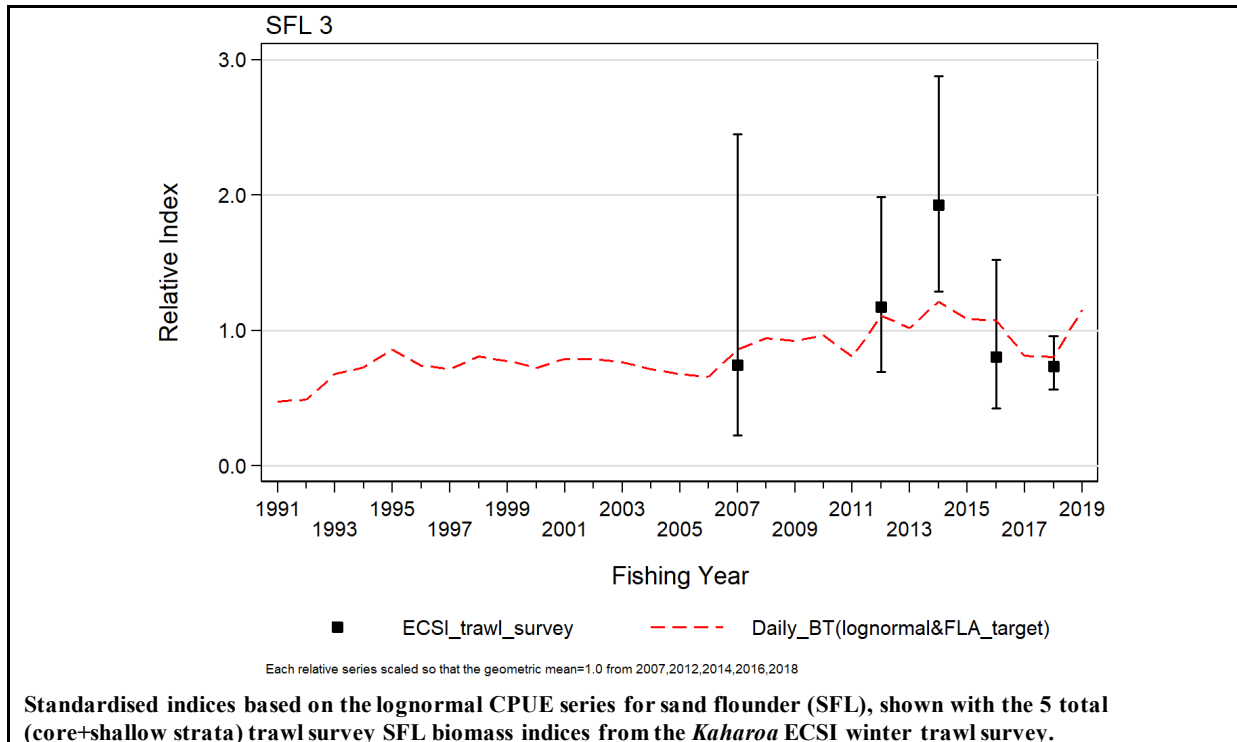 SFL 3
3.0
2.0
1.0
0.0
Relative Index
1991 1995 1999 2003 2007 2011 2015 2019
1993 1997 2001 2005 2009 2013 2017
Fishing Year
ECSI_trawl_survey Daily_BT(lognormal&FLA_target)
Each relative series scaled so that the geometric mean=1.0 from 2007,2012,2014,2016,2018
Standardised indices based on the lognormal CPUE series for sand flounder (SFL), shown with the 5 total
(core+shallow strata) trawl survey SFL biomass indices from the Kaharoa ECSI winter trawl survey.